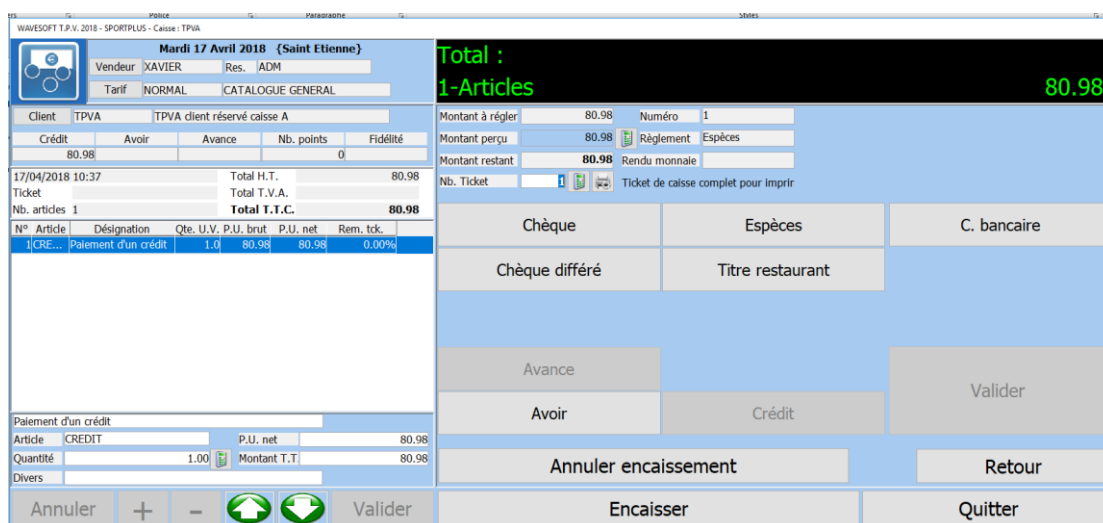 Police Paragraphe Styles
WAVESOFT T.P.V. 2018 - SPORTPLUS - Caisse : TPVA
Mardi 17 Avril 2018 {Saint Etienne}
Vendeur XAVIER Res. ADM
Tarif NORMAL CATALOGUE GENERAL
Client TPVA TPVA client réservé caisse A
Crédit Avoir Avance Nb. points Fidélité
80.98 0
17/04/2018 10:37 Total H.T. 80.98
Ticket Total T.V.A.
Nb. articles 1 Total T.T.C. 80.98
N° Article Désignation Qte. U.V. P.U. brut P.U. net Rem. tck.
1 CRE... Paiement d'un crédit 1.0 80.98 80.98 0.00%
Paiement d'un crédit
Article CREDIT P.U. net 80.98
Quantité 1.00 Montant T.T. 80.98
Divers
Annuler + - Valider
Total :
1-Articles 80.98
Montant à régler 80.98 Numéro 1
Montant perçu 80.98 Règlement Espèces
Montant restant 80.98 Rendu monnaie
Nb. Ticket 1 Ticket de caisse complet pour imprir
Chèque Espèces C. bancaire
Chèque différé Titre restaurant
Avance
Valider
Avoir Crédit
Annuler encaissement Retour
Encaisser Quitter